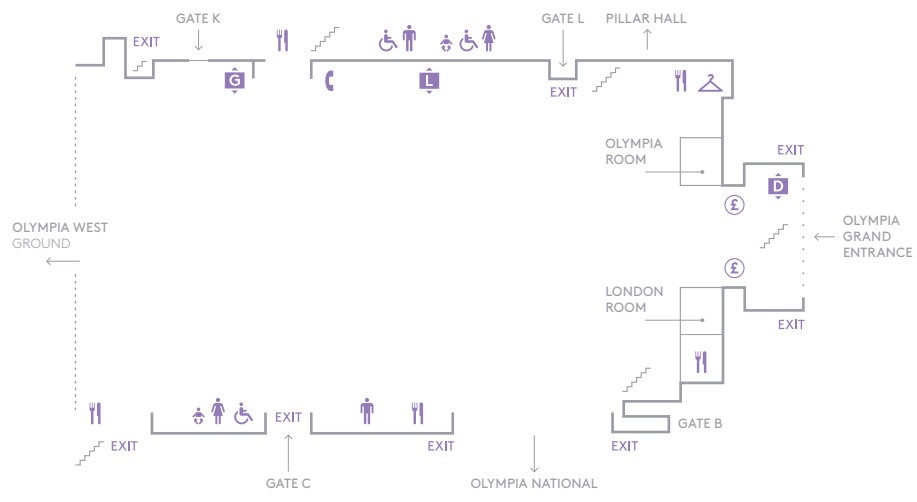 GATE K
GATE L
PILLAR HALL
EXIT
G
L
EXIT
OLYMPIA
ROOM
EXIT
D
£
OLYMPIA WEST
GROUND
OLYMPIA
GRAND
ENTRANCE
£
LONDON
ROOM
EXIT
EXIT
GATE B
EXIT
EXIT
EXIT
GATE C
OLYMPIA NATIONAL